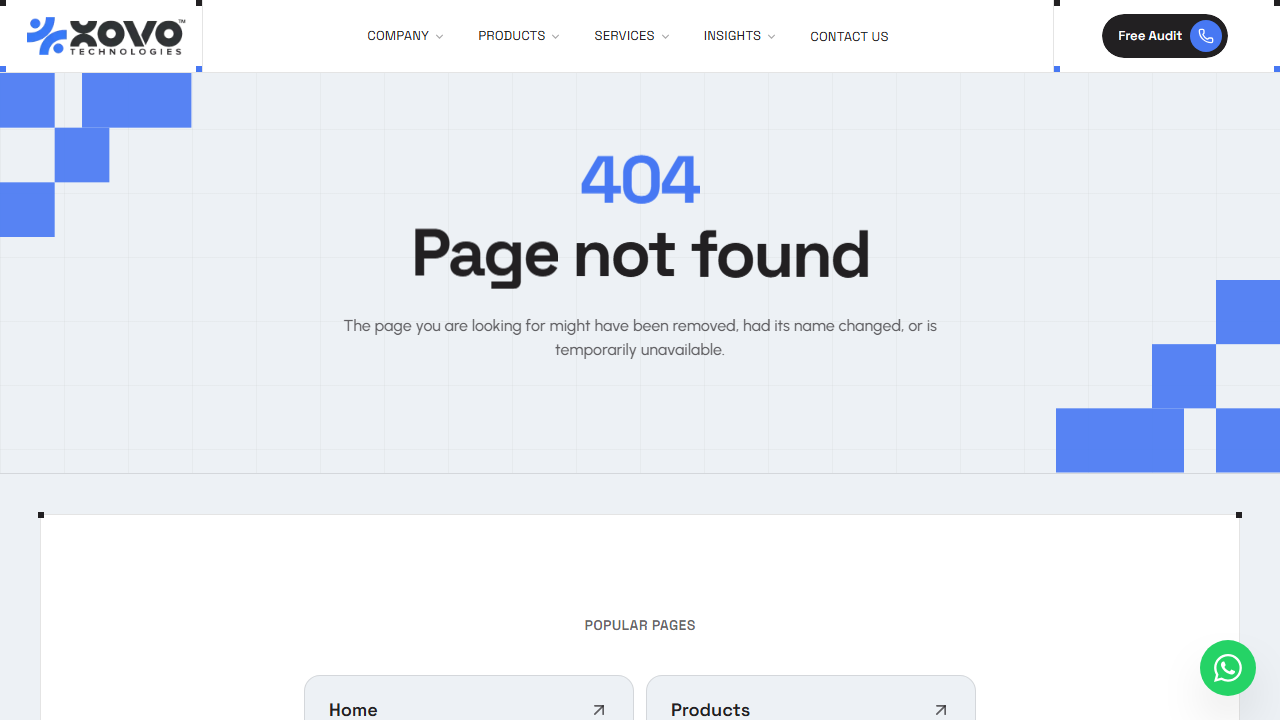 XOVO™
TECHNOLOGIES
COMPANY
PRODUCTS
SERVICES
INSIGHTS
CONTACT US
Free Audit
404
Page not found
The page you are looking for might have been removed, had its name changed, or is
temporarily unavailable.
POPULAR PAGES
Home
Products